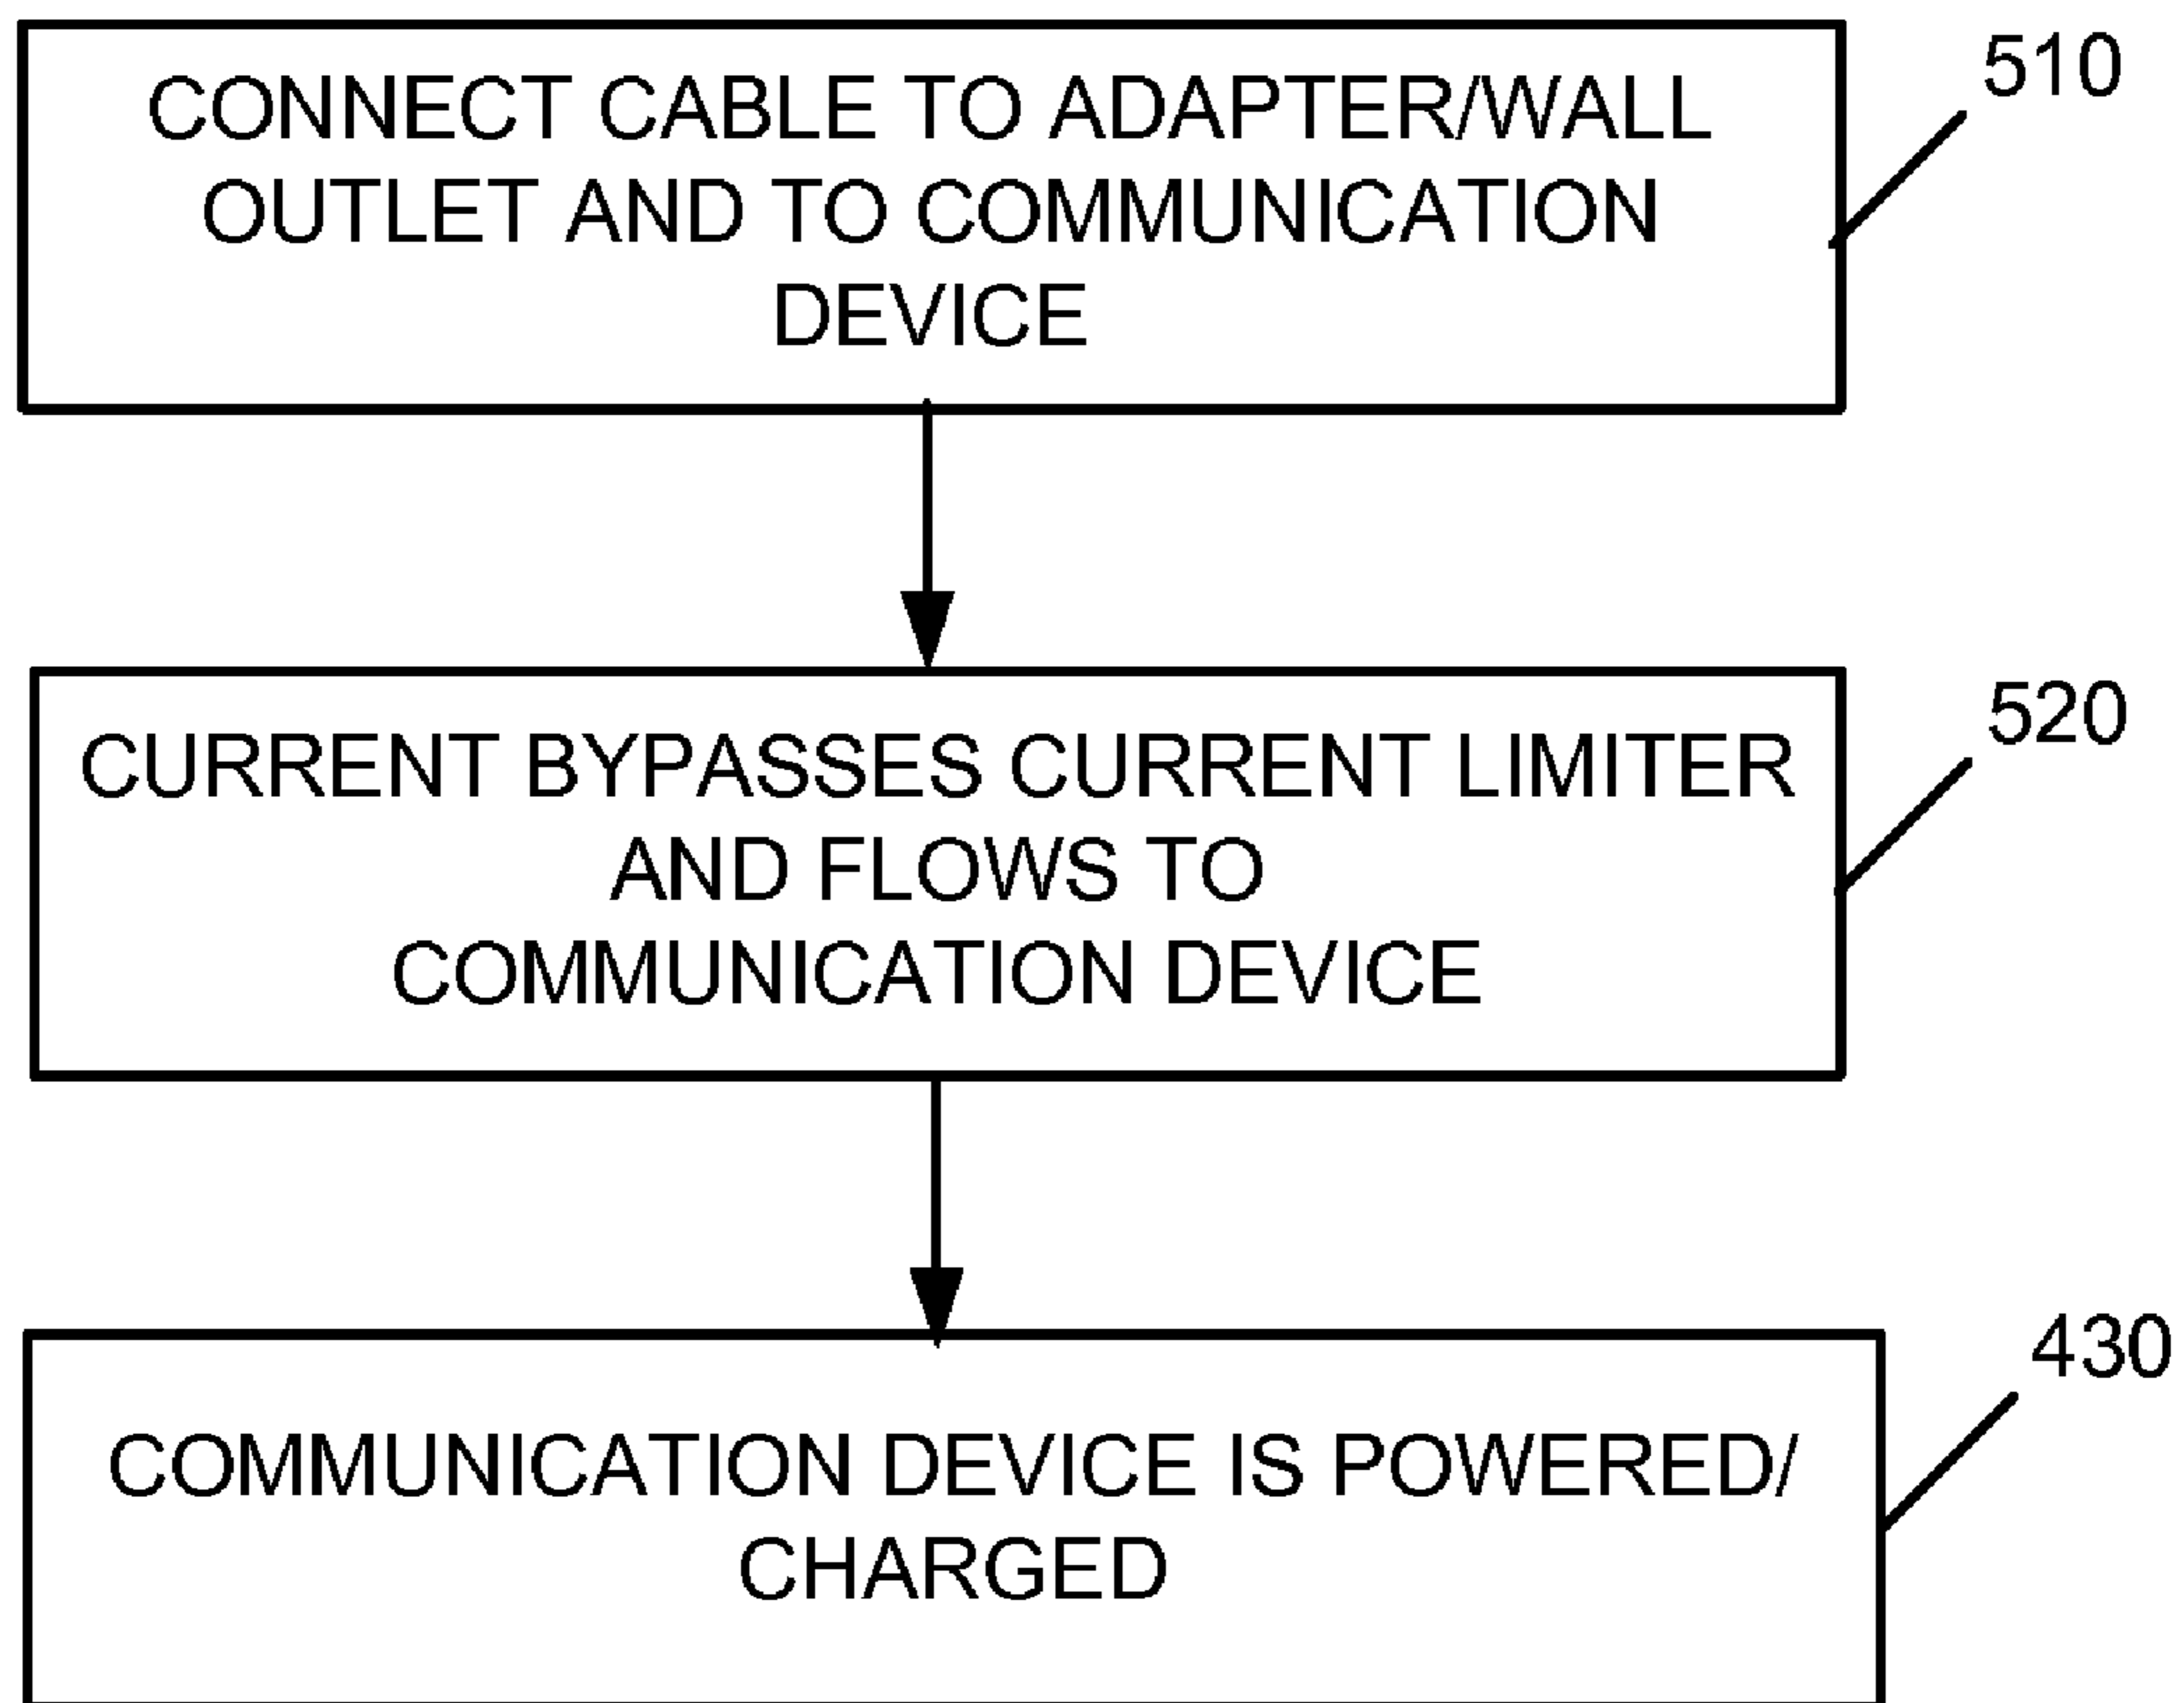 CONNECT CABLE TO ADAPTER/WALL
OUTLET AND TO COMMUNICATION
DEVICE
510
CURRENT BYPASSES CURRENT LIMITER
AND FLOWS TO
COMMUNICATION DEVICE
520
COMMUNICATION DEVICE IS POWERED/
CHARGED
430